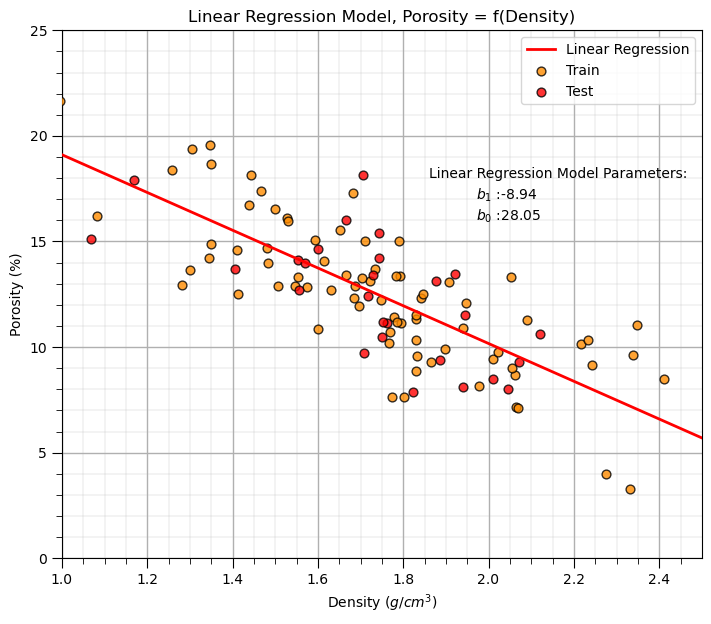 Linear Regression Model, Porosity = f(Density)
Linear Regression
Train
Test
Linear Regression Model Parameters:
b₁ :-8.94
b₀ :28.05
Porosity (%)
25
20
15
10
5
0
1.0 1.2 1.4 1.6 1.8 2.0 2.2 2.4
Density (g/cm³)